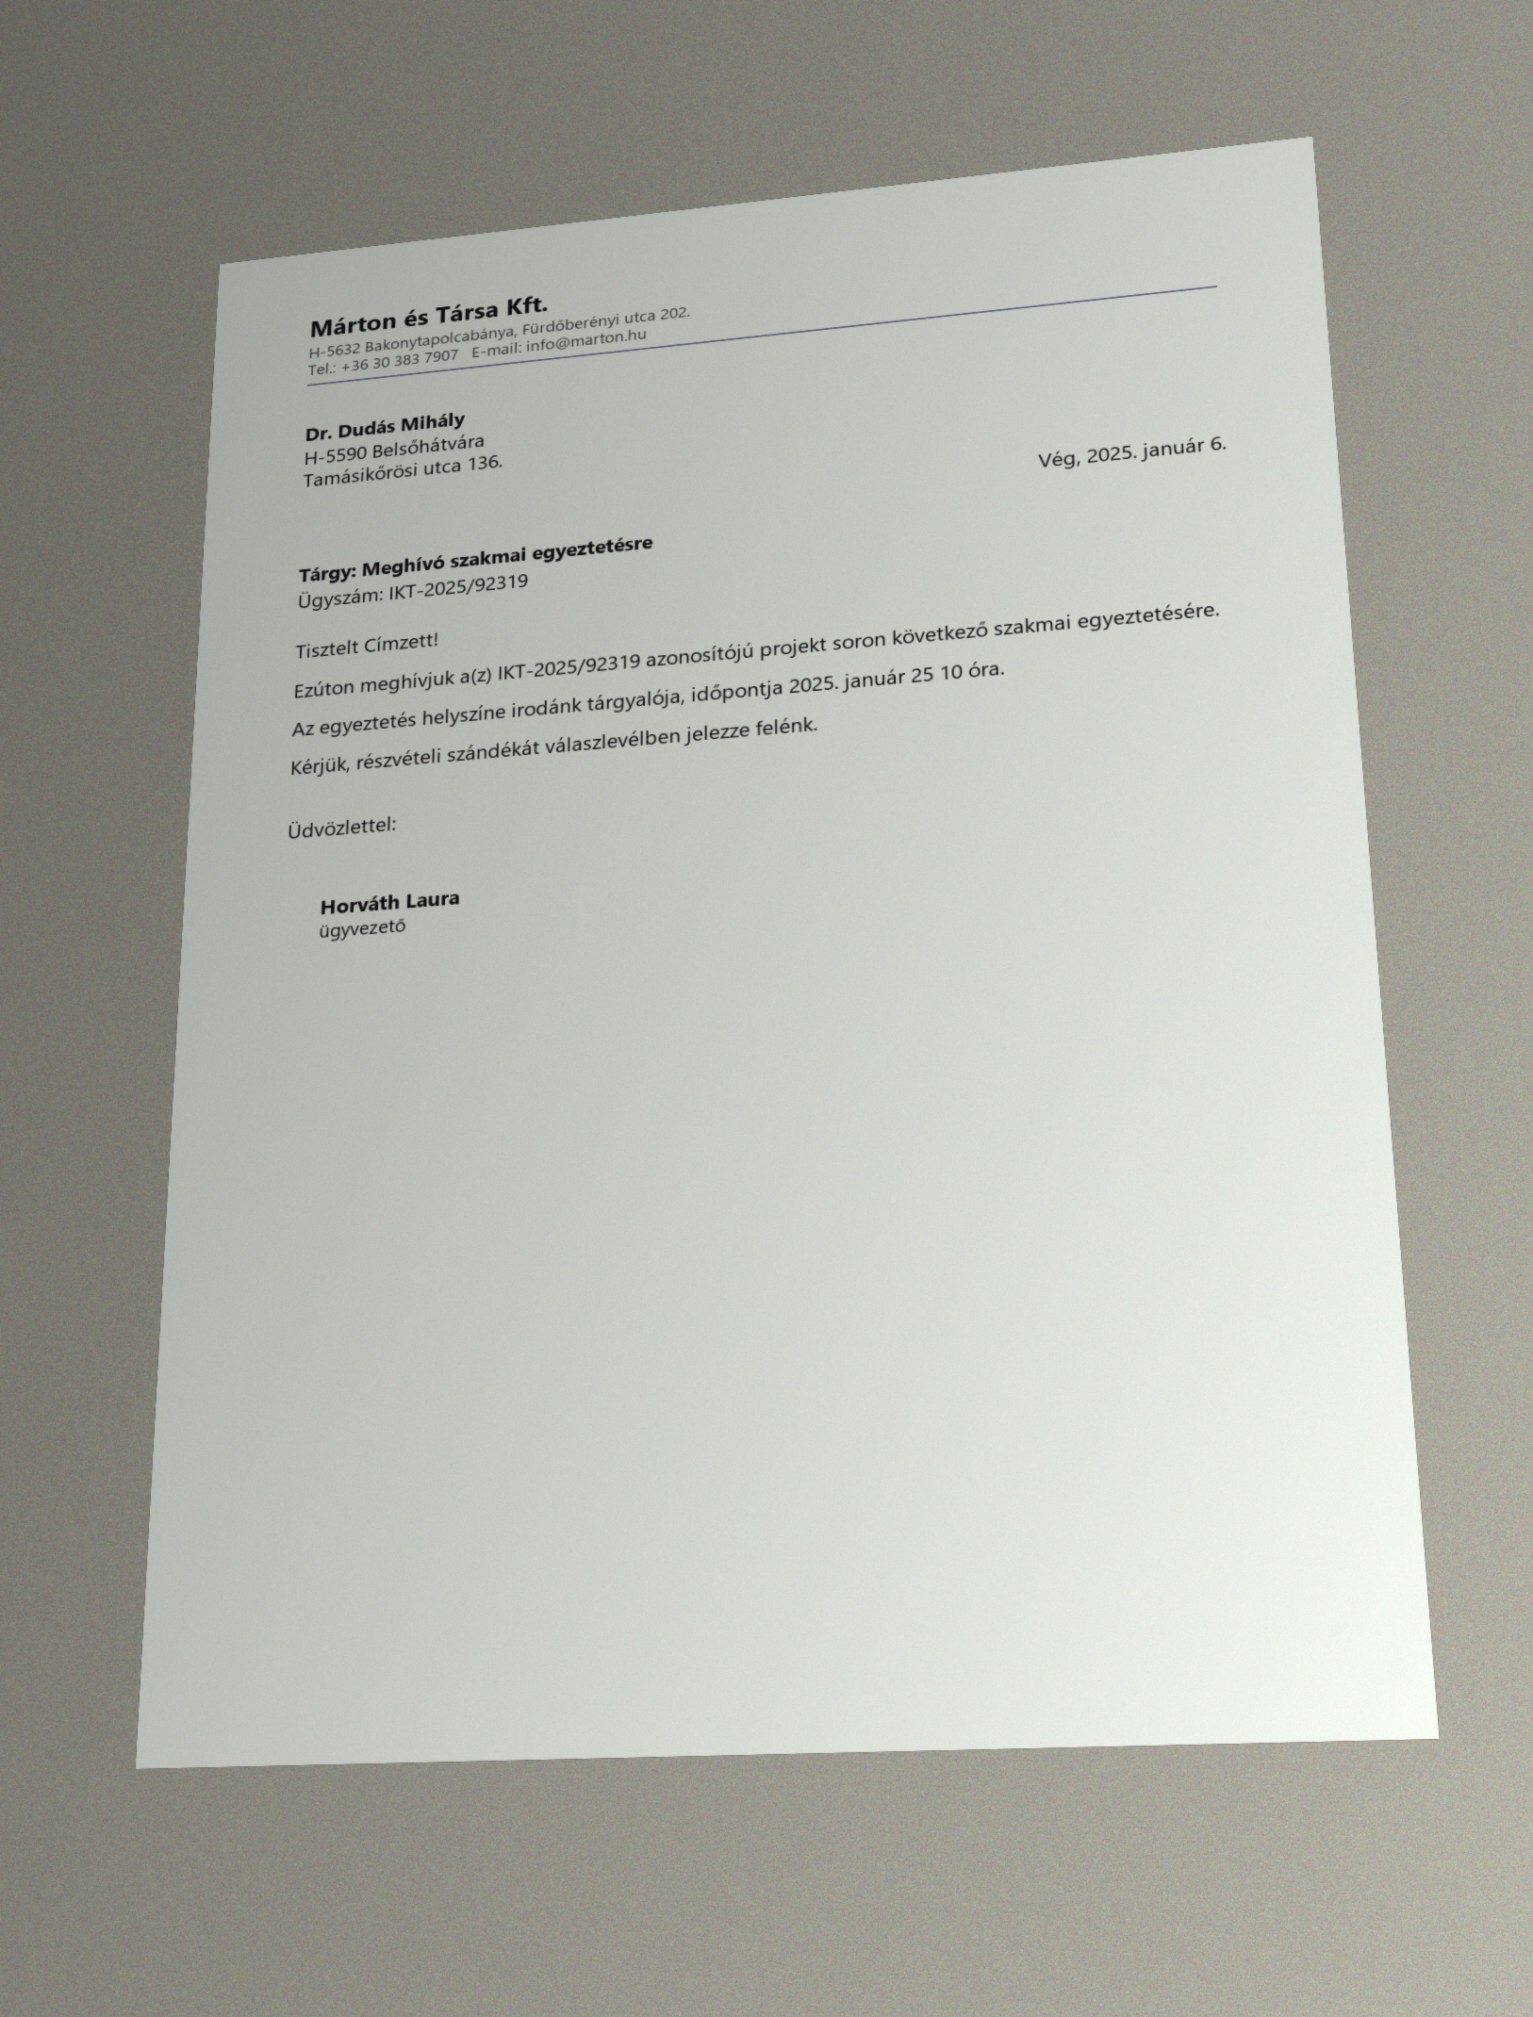 Márton és Társa Kft.
H-5632 Bakonytapolcabánya, Fürdőberényi utca 202.
Tel.: +36 30 383 7907 E-mail: info@marton.hu
Dr. Dudás Mihály
H-5590 Belsőhátvára
Tamásikőrösi utca 136.
Vég, 2025. január 6.
Tárgy: Meghívó szakmai egyeztetésre
Ügyszám: IKT-2025/92319
Tisztelt Címzett!
Ezúton meghívjuk a(z) IKT-2025/92319 azonosítójú projekt soron következő szakmai egyeztetésére.
Az egyeztetés helyszíne irodánk tárgyalója, időpontja 2025. január 25 10 óra.
Kérjük, részvételi szándékát válaszlevélben jelezze felénk.
Üdvözlettel:
Horváth Laura
ügyvezető